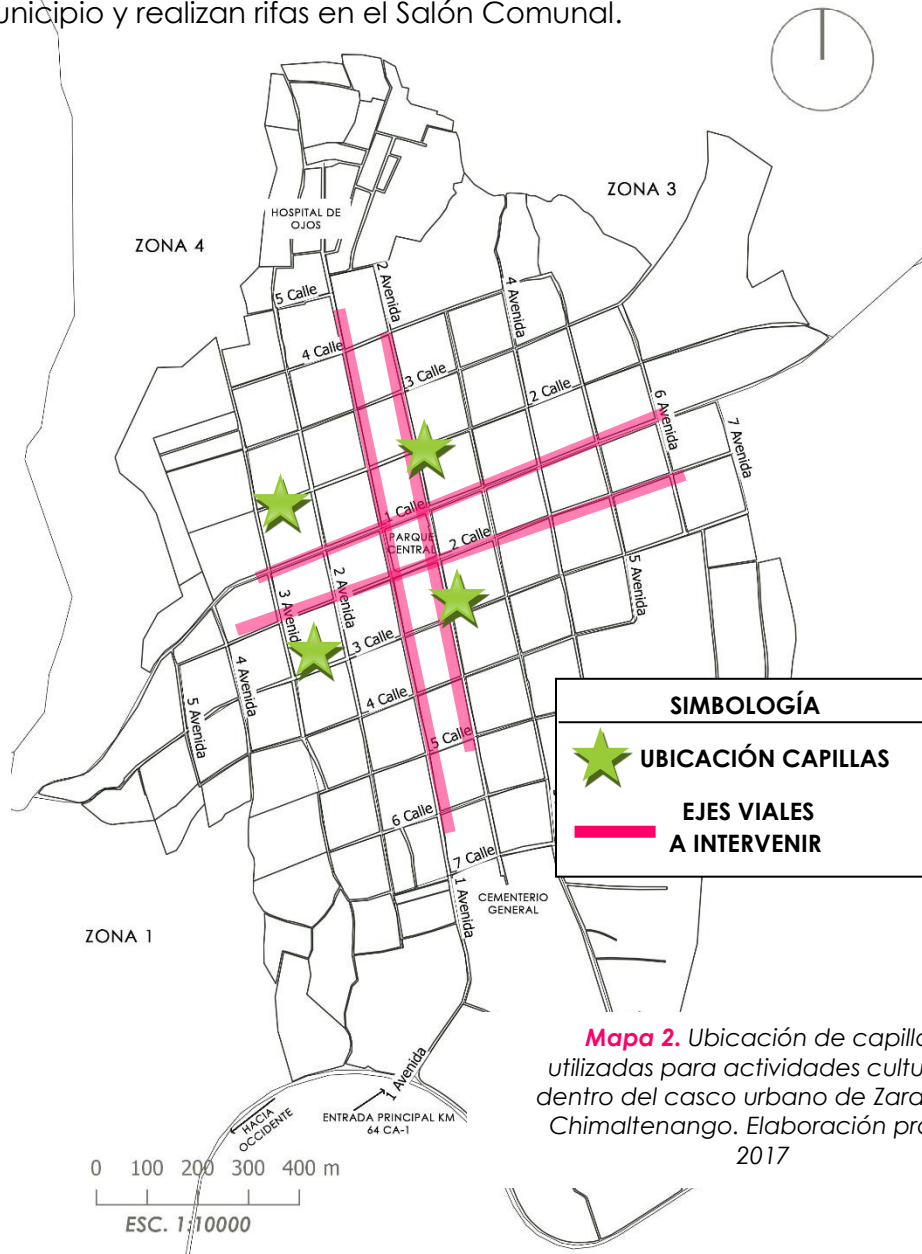 unicipio y realizan rifas en el Salón Comunal.
ZONA 3
HOSPITAL DE
OJOS
ZONA 4
2 Avenida
4 Avenida
5 Calle
4 Calle
3 Calle
2 Calle
6 Avenida
7 Avenida
1 Calle
PARQUE
CENTRAL
2 Calle
2 Avenida
5 Avenida
3 Avenida
3 Calle
4 Avenida
5 Avenida
4 Calle
5 Calle
6 Calle
7 Calle
1 Avenida
CEMENTERIO
GENERAL
SIMBOLOGÍA
UBICACIÓN CAPILLAS
EJES VIALES
A INTERVENIR
ZONA 1
1 Avenida
ENTRADA PRINCIPAL KM
64 CA-1
HACIA
OCCIDENTE
0 100 200 300 400 m
ESC. 1:10000
Mapa 2. Ubicación de capill
utilizadas para actividades cultu
dentro del casco urbano de Zara
Chimaltenango. Elaboración pro
2017